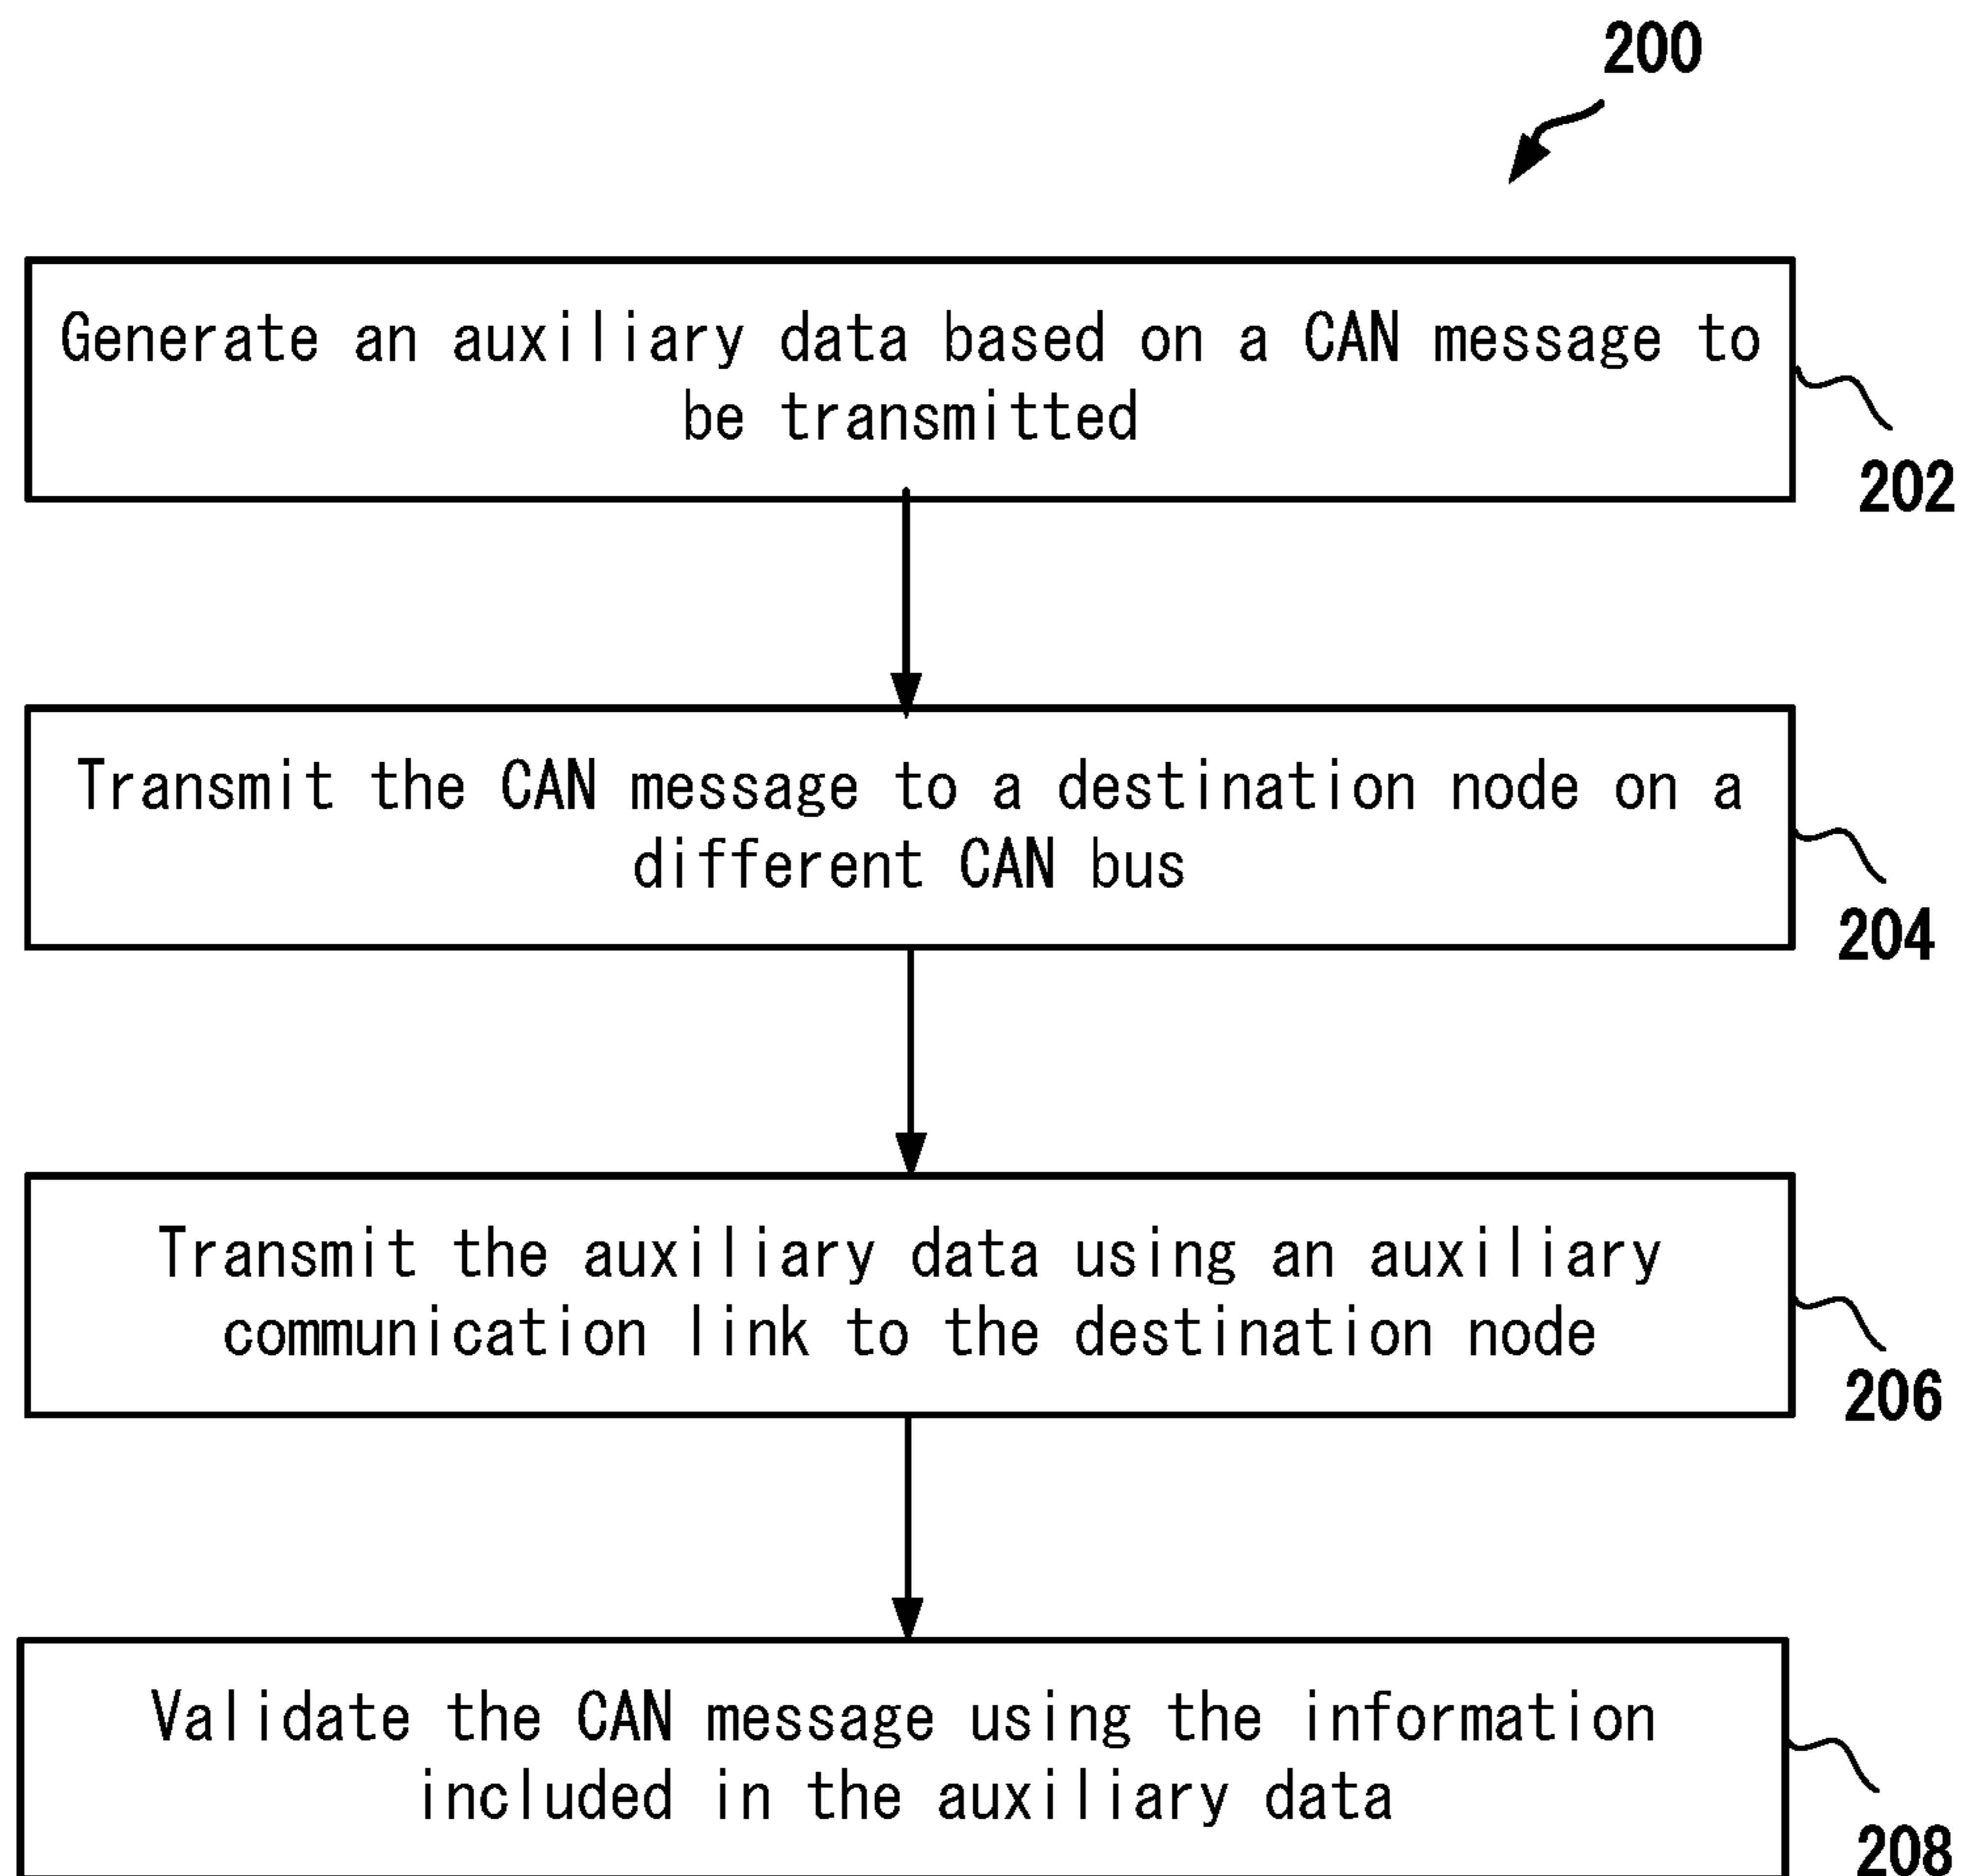 200
Generate an auxiliary data based on a CAN message to
be transmitted
202
Transmit the CAN message to a destination node on a
different CAN bus
204
Transmit the auxiliary data using an auxiliary
communication link to the destination node
206
Validate the CAN message using the information
included in the auxiliary data
208